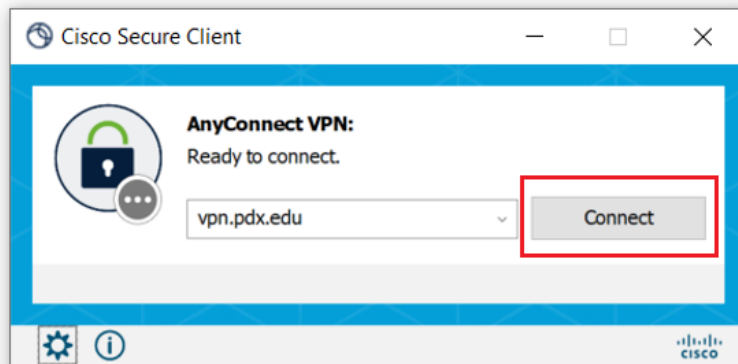 Cisco Secure Client
AnyConnect VPN:
Ready to connect.
vpn.pdx.edu
Connect
cisco